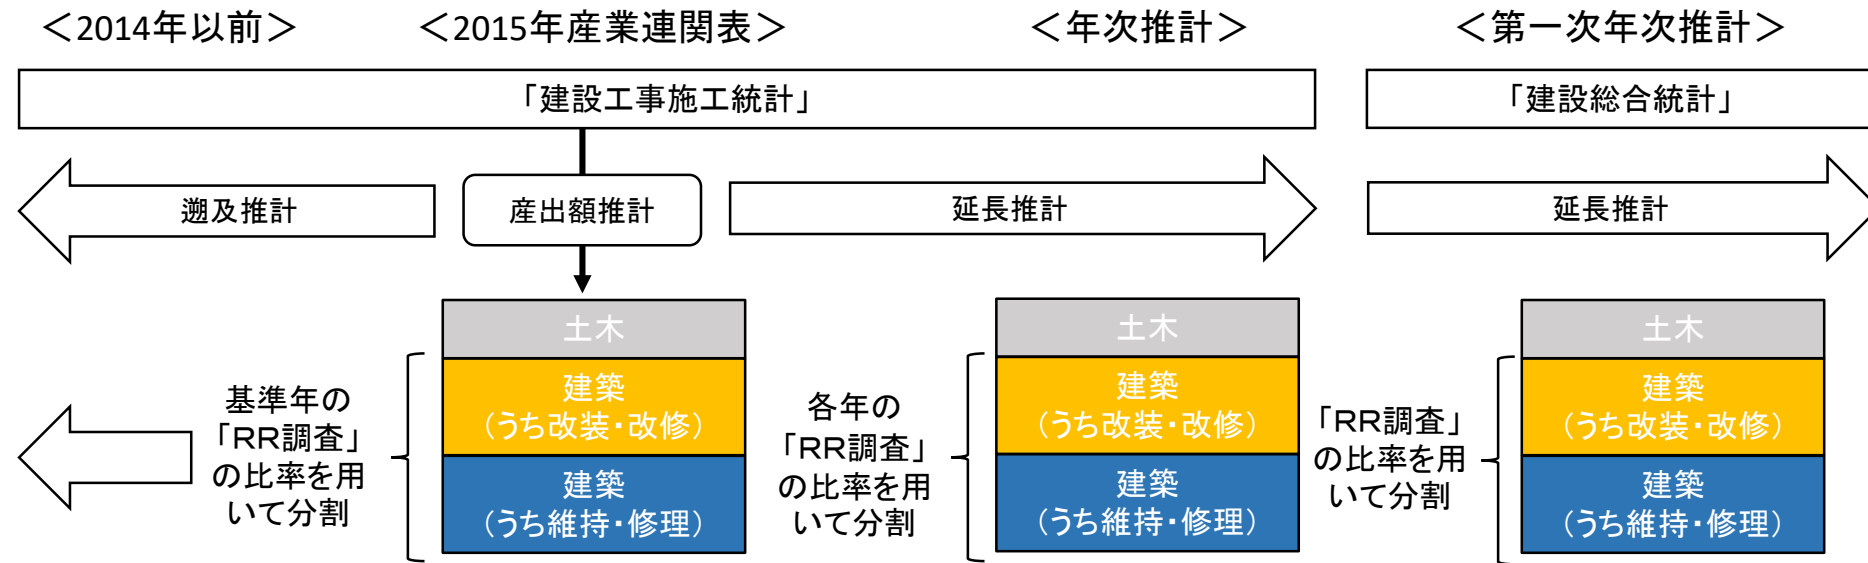 ＜2014年以前＞
＜2015年産業連関表＞
＜年次推計＞
＜第一次年次推計＞
「建設工事施工統計」
「建設総合統計」
遡及推計
産出額推計
延長推計
延長推計
基準年の
「RR調査」
の比率を用
いて分割
土木
建築
（うち改装・改修）
建築
（うち維持・修理）
各年の
「RR調査」
の比率を用
いて分割
土木
建築
（うち改装・改修）
建築
（うち維持・修理）
「RR調査」
の比率を用
いて分割
土木
建築
（うち改装・改修）
建築
（うち維持・修理）